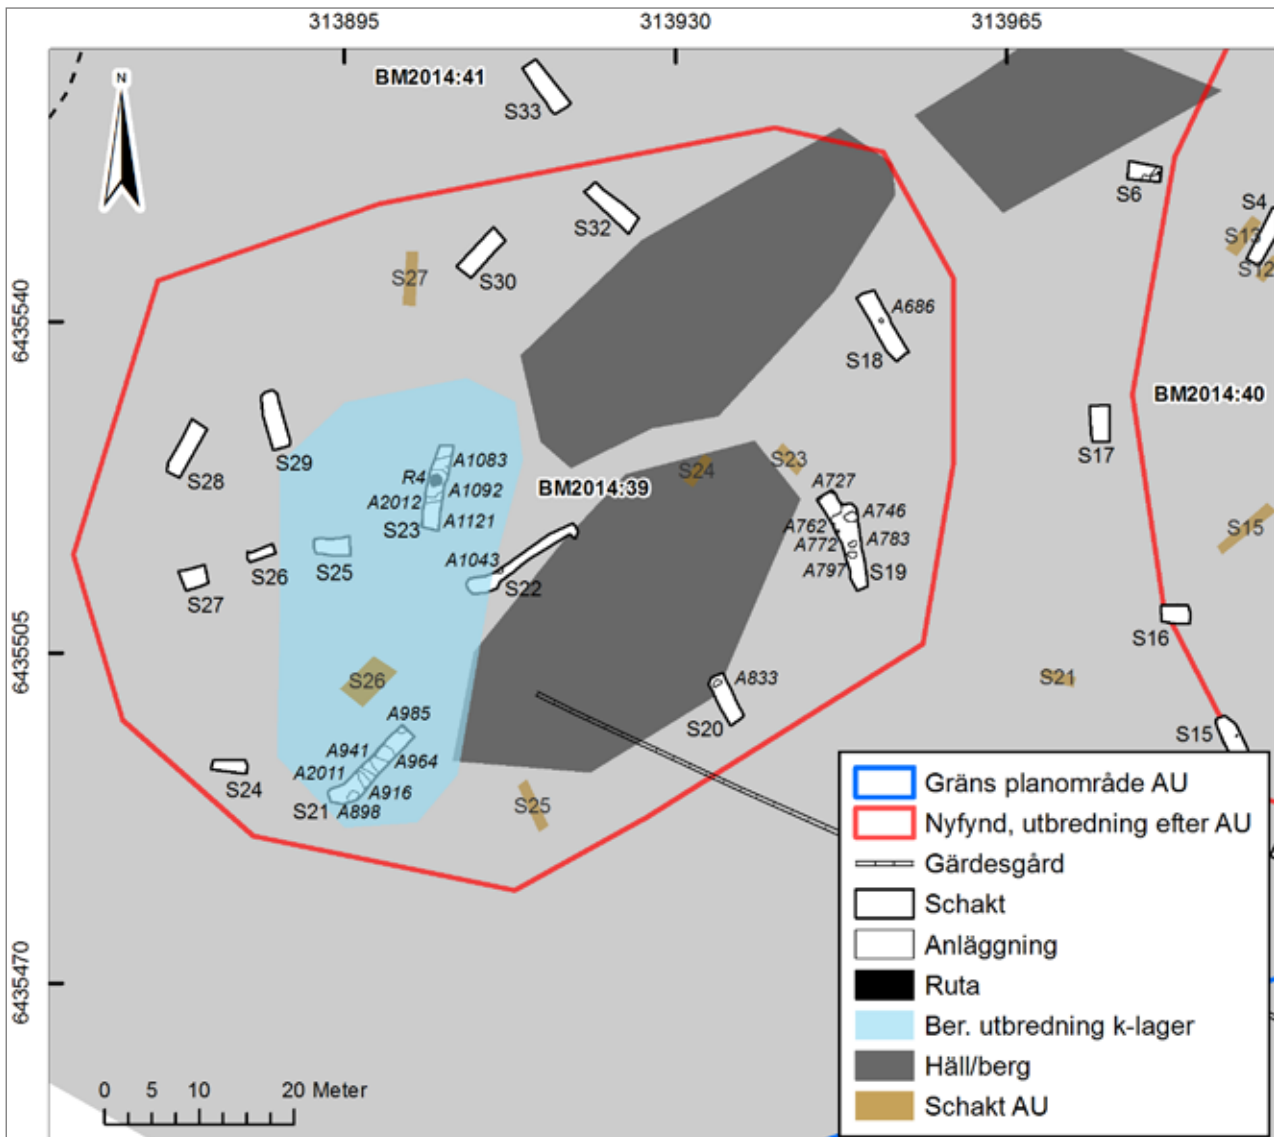 313895 313930 313965
N
BM2014:41
S33
S6
S4
S13
S12
S32
S30
S27
6435540
A686
S18
BM2014:40
S17
S29
S28
A1083
R4
A1092
A2012
S23
A1121
BM2014:39
S24
S23
A727
A746
A762
A783
A772
A797
S19
S15
A1043
S22
S25
S26
S27
S16
6435505
S26
S21
A833
S20
S15
A985
A941
A964
A2011
A916
S21
A898
S24
S25
6435470
0 5 10 20 Meter
Gräns planområde AU
Nyfynd, utbredning efter AU
Gärdesgård
Schakt
Anläggning
Ruta
Ber. utbredning k-lager
Häll/berg
Schakt AU